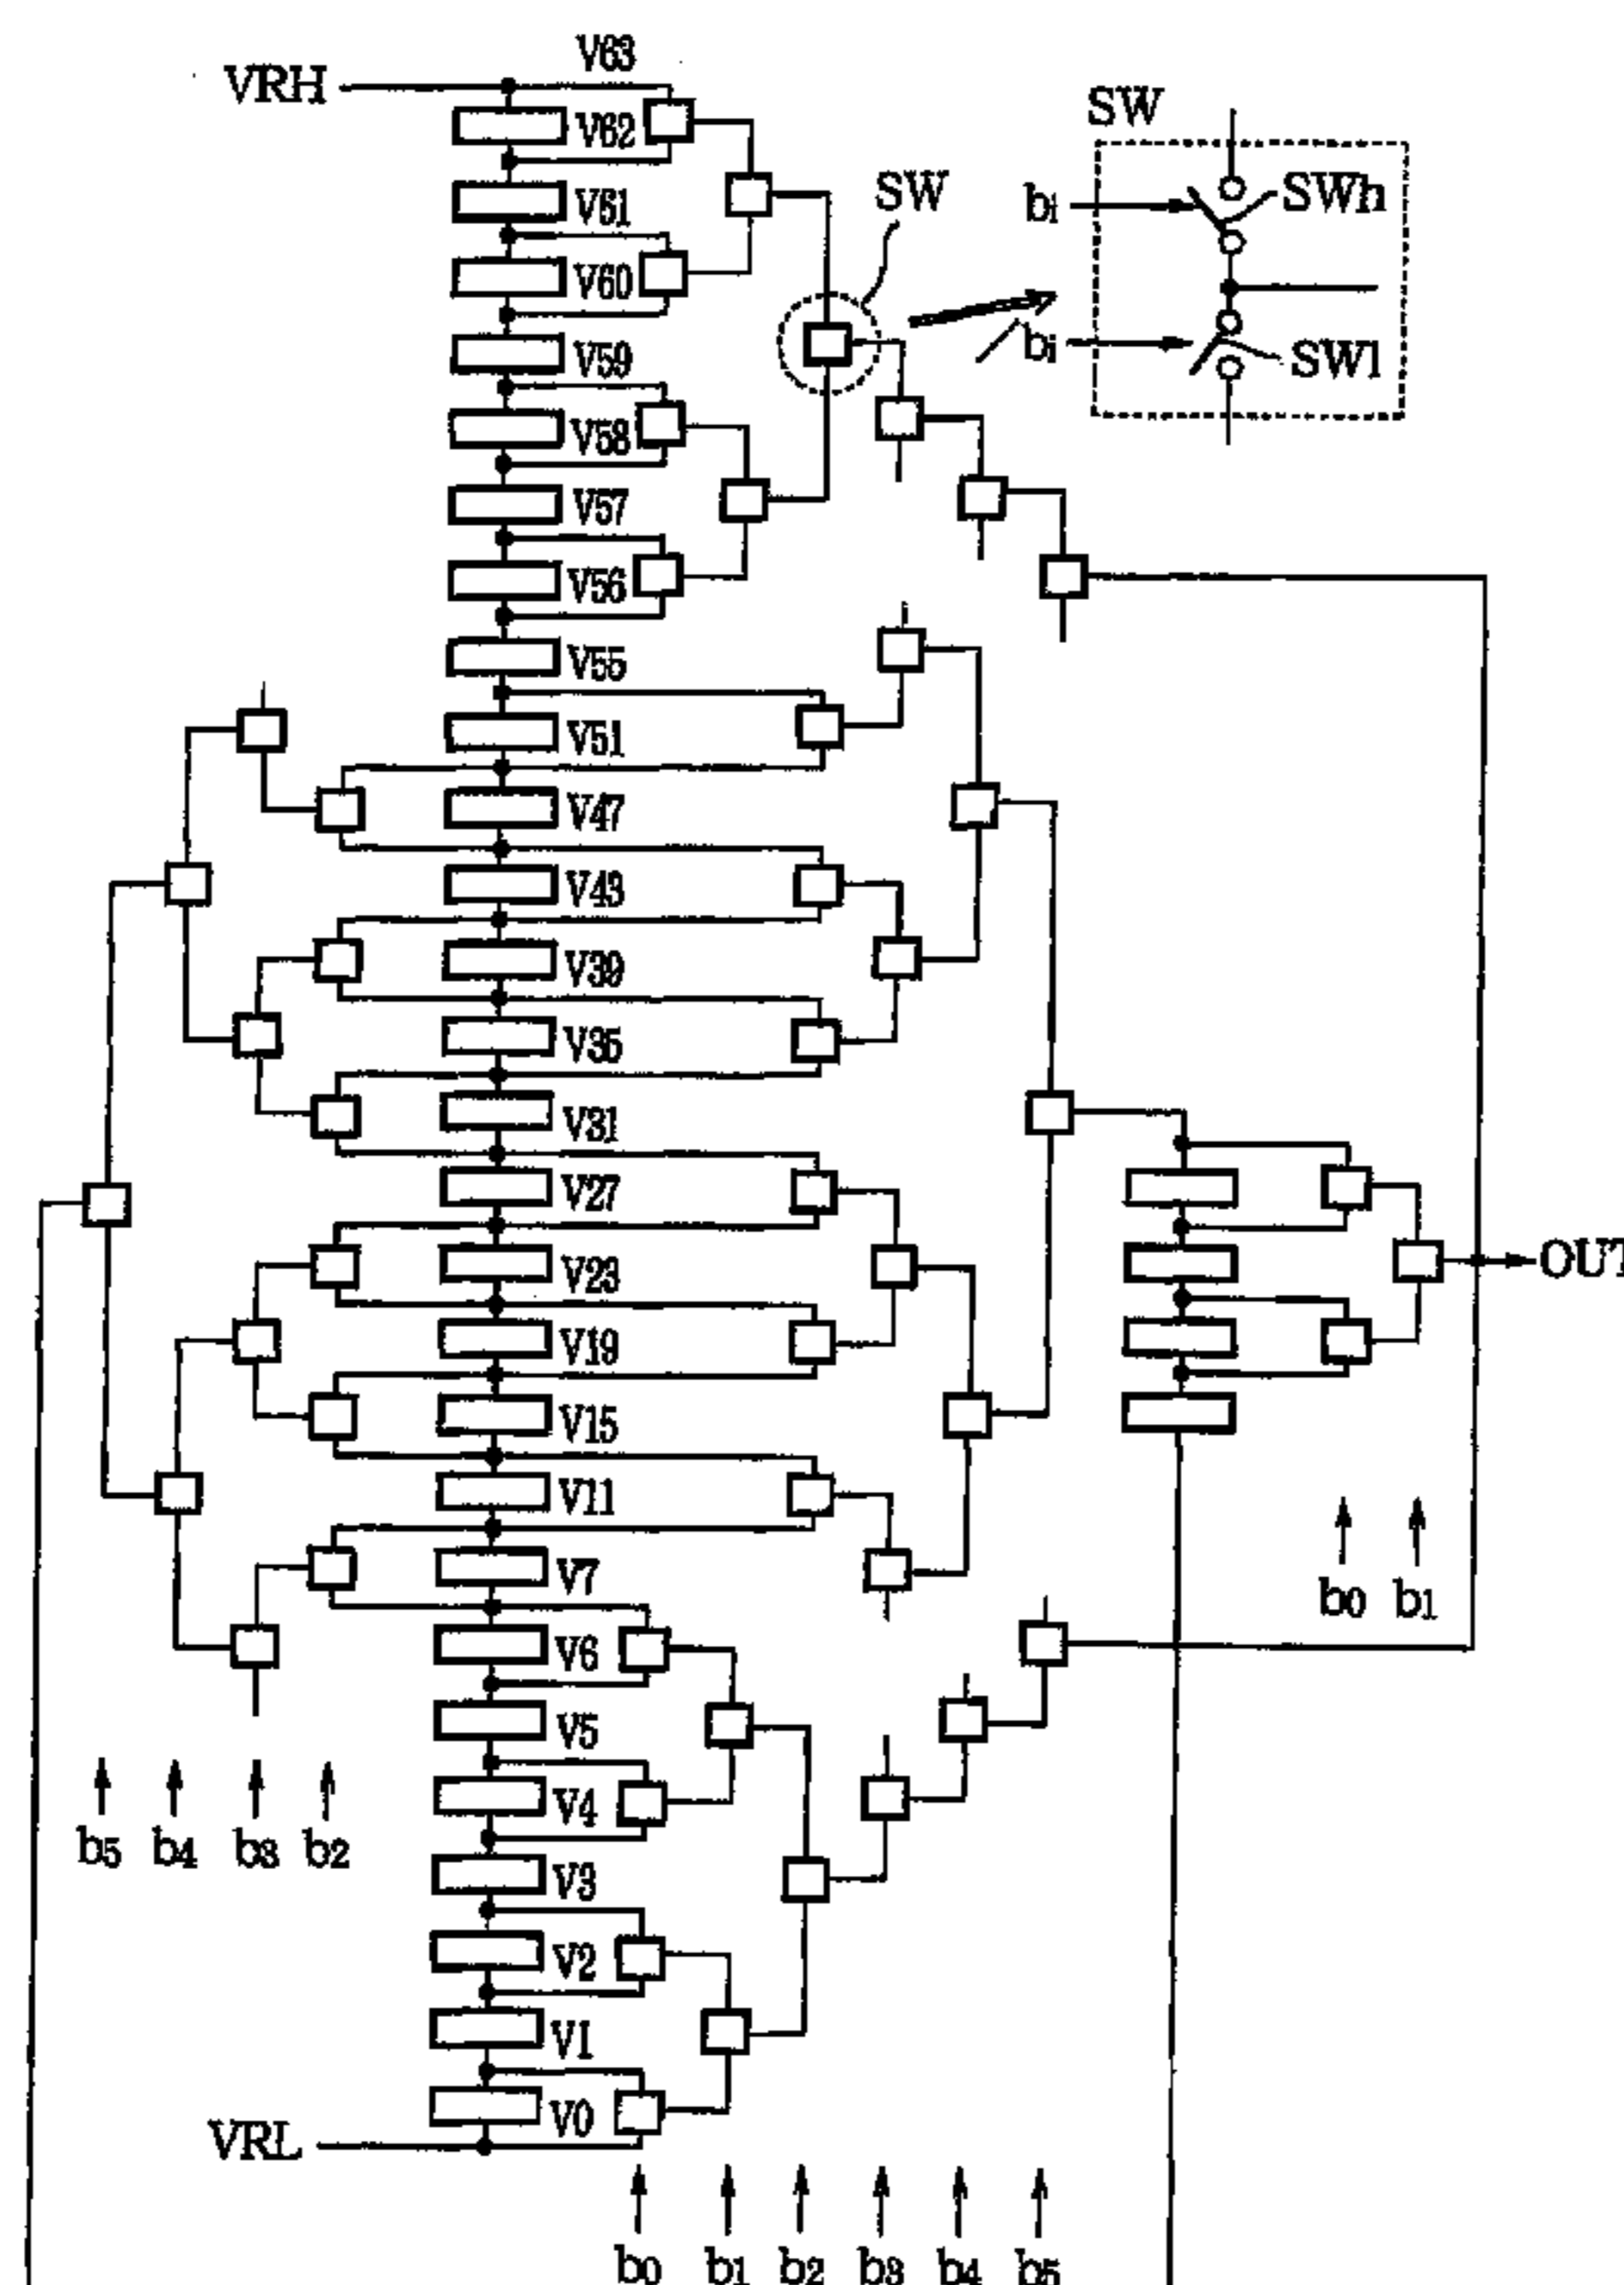 V63
VRH
V62
V61
V60
V59
V58
V57
V56
V55
V51
V47
V43
V39
V35
V31
V27
V23
V19
V15
V11
V7
V6
V5
V4
V3
V2
V1
V0
VRL
SW
SW
bi
SWh
/bi
SWl
OUT
b0 b1
b5 b4 b3 b2
b0 b1 b2 b3 b4 b5